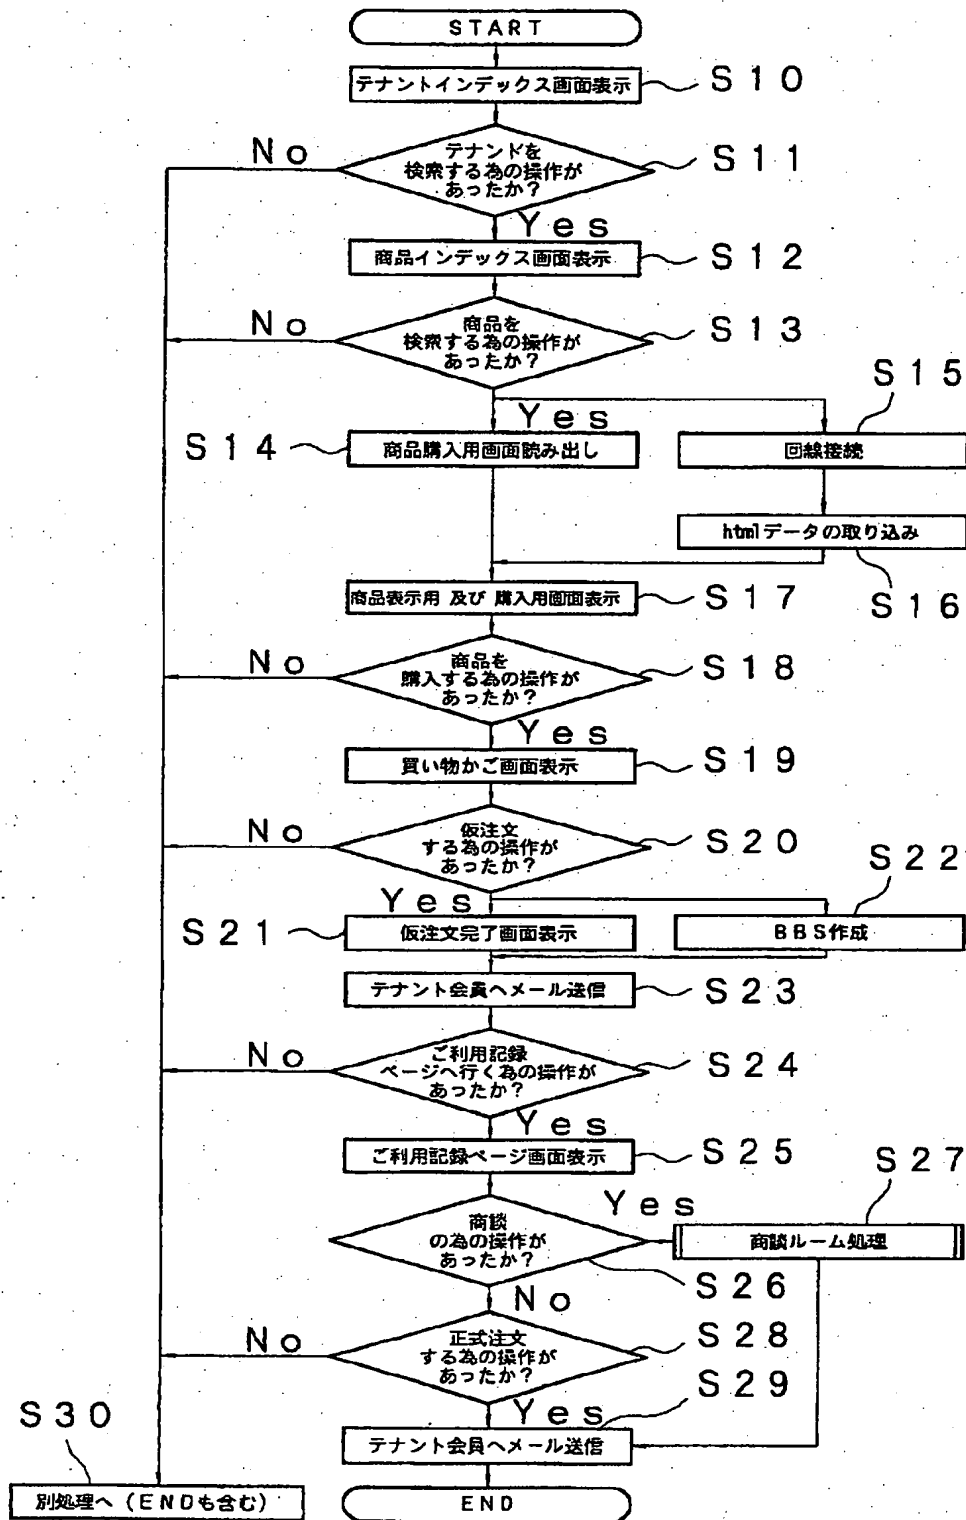 START
テナントインデックス画面表示
S10
テナンドを
検索する為の操作が
あったか?
S11
No
Yes
商品インデックス画面表示
S12
商品を
検索する為の操作が
あったか?
S13
No
Yes
S14
商品購入用画面読み出し
S15
回線接続
htmlデータの取り込み
S16
商品表示用 及び 購入用画面表示
S17
商品を
購入する為の操作が
あったか?
S18
No
Yes
買い物かご画面表示
S19
仮注文
する為の操作が
あったか?
S20
No
Yes
S21
仮注文完了画面表示
S22
BBS作成
テナント会員へメール送信
S23
ご利用記録
ページへ行く為の操作が
あったか?
S24
No
Yes
ご利用記録ページ画面表示
S25
商談
の為の操作が
あったか?
S26
Yes
S27
商談ルーム処理
No
正式注文
する為の操作が
あったか?
S28
No
Yes
S29
テナント会員へメール送信
S30
別処理へ(ENDも含む)
END